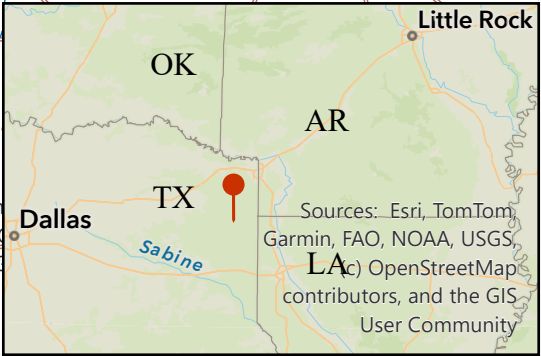 Little Rock
OK
AR
TX
Dallas
Sabine
LA
Sources: Esri, TomTom,
Garmin, FAO, NOAA, USGS,
(c) OpenStreetMap
contributors, and the GIS
User Community